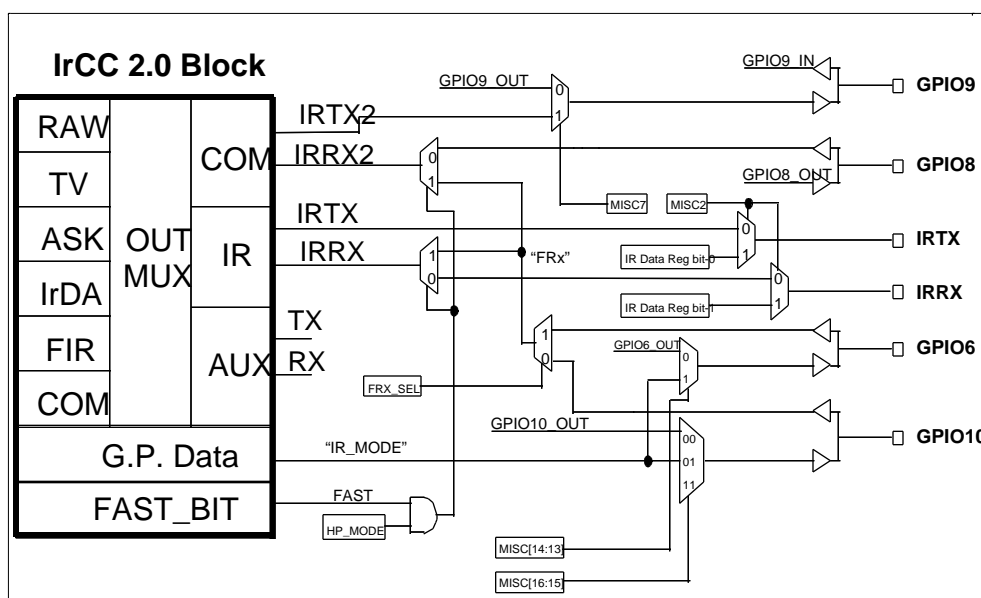 IrCC 2.0 Block
RAW
TV
ASK
IrDA
FIR
COM
OUT
MUX
COM
IR
AUX
G.P. Data
FAST_BIT
IRTX2
IRRX2
IRTX
IRRX
TX
RX
"IR_MODE"
FAST
HP_MODE
GPIO9_OUT
0
1
0
1
1
0
"FRx"
MISC7
MISC2
IR Data Reg bit-0
0
1
IR Data Reg bit-1
0
1
FRX_SEL
1
0
GPIO6_OUT
0
1
GPIO10_OUT
00
01
11
MISC[14:13]
MISC[16:15]
GPIO9_IN
GPIO8_OUT
GPIO9
GPIO8
IRTX
IRRX
GPIO6
GPIO10